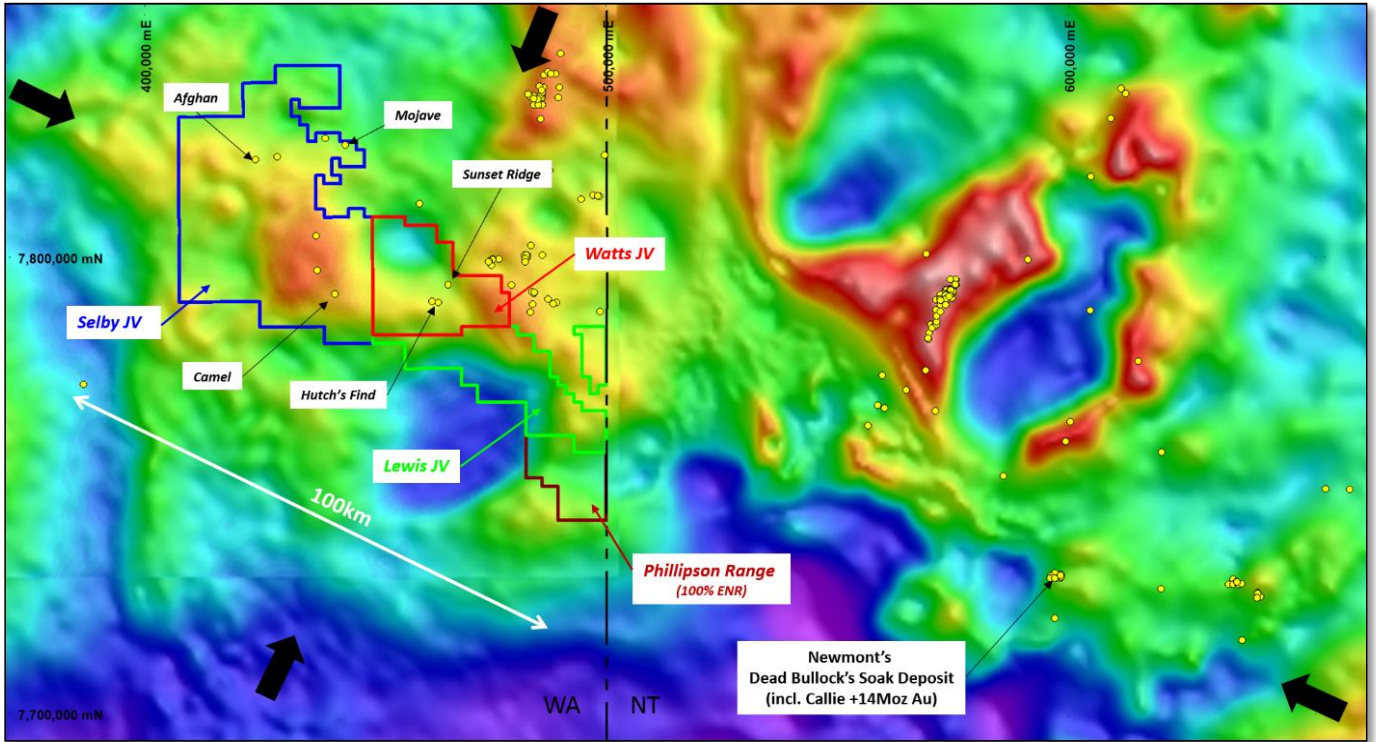 400,000 mE
500,000 mE
600,000 mE
Afghan
Mojave
Sunset Ridge
7,800,000 mN
Watts JV
Selby JV
Camel
Hutch's Find
Lewis JV
100km
Phillipson Range
(100% ENR)
Newmont's
Dead Bullock's Soak Deposit
(incl. Callie +14Moz Au)
7,700,000 mN
WA
NT